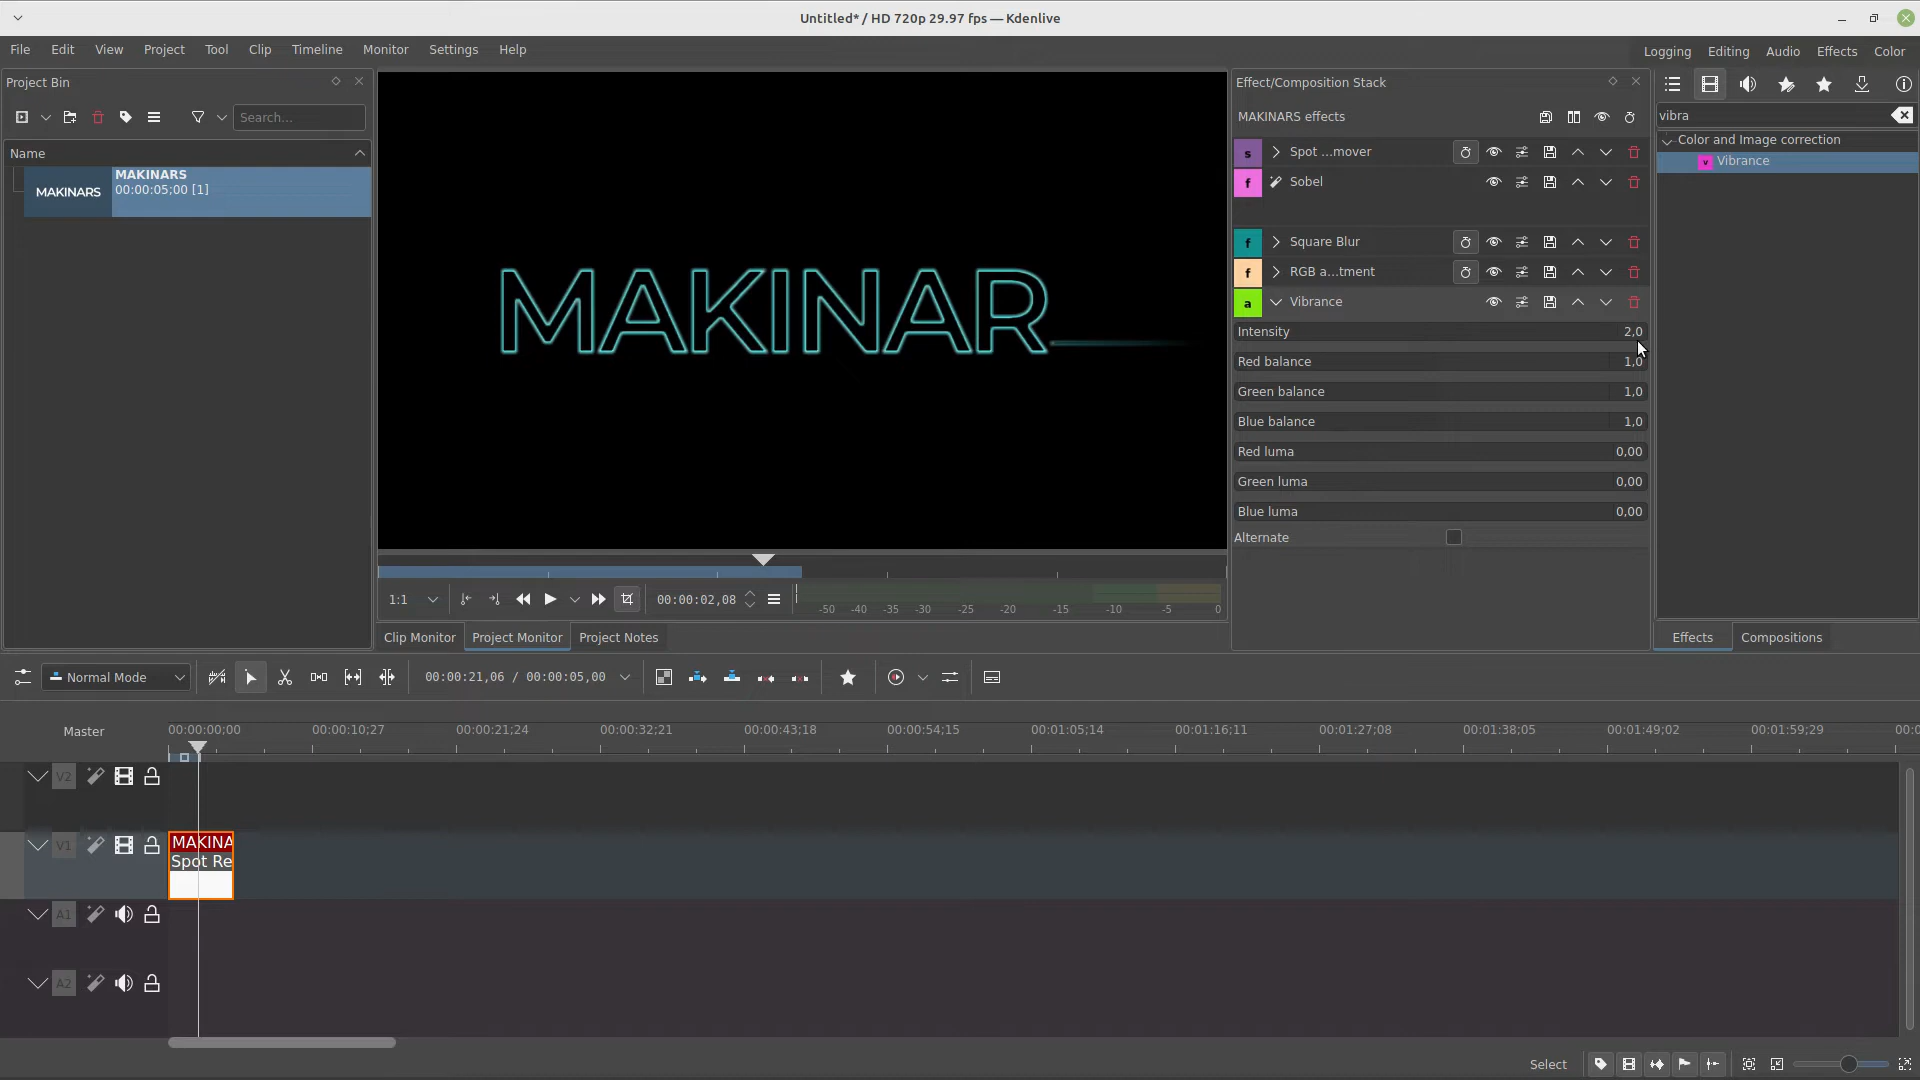 Untitled* / HD 720p 29.97 fps — Kdenlive
File Edit View Project Tool Clip Timeline Monitor Settings Help
Logging Editing Audio Effects Color
Project Bin
Search...
Name
MAKINARS
MAKINARS
00:00:05;00 [1]
MAKINAR
1:1
00:00:02,08
-50 -40 -35 -30 -25 -20 -15 -10 -5 0
Clip Monitor Project Monitor Project Notes
Effect/Composition Stack
MAKINARS effects
s Spot ...mover
f Sobel
f Square Blur
f RGB a...tment
a Vibrance
Intensity 2,0
Red balance 1,0
Green balance 1,0
Blue balance 1,0
Red luma 0,00
Green luma 0,00
Blue luma 0,00
Alternate
vibra
Color and Image correction
v Vibrance
Effects Compositions
Normal Mode
00:00:21,06 / 00:00:05,00
Master
00:00:00;00 00:00:10;27 00:00:21;24 00:00:32;21 00:00:43;18 00:00:54;15 00:01:05;14 00:01:16;11 00:01:27;08 00:01:38;05 00:01:49;02 00:01:59;29 00:0
V2
V1
MAKINA
Spot Re
A1
A2
Select